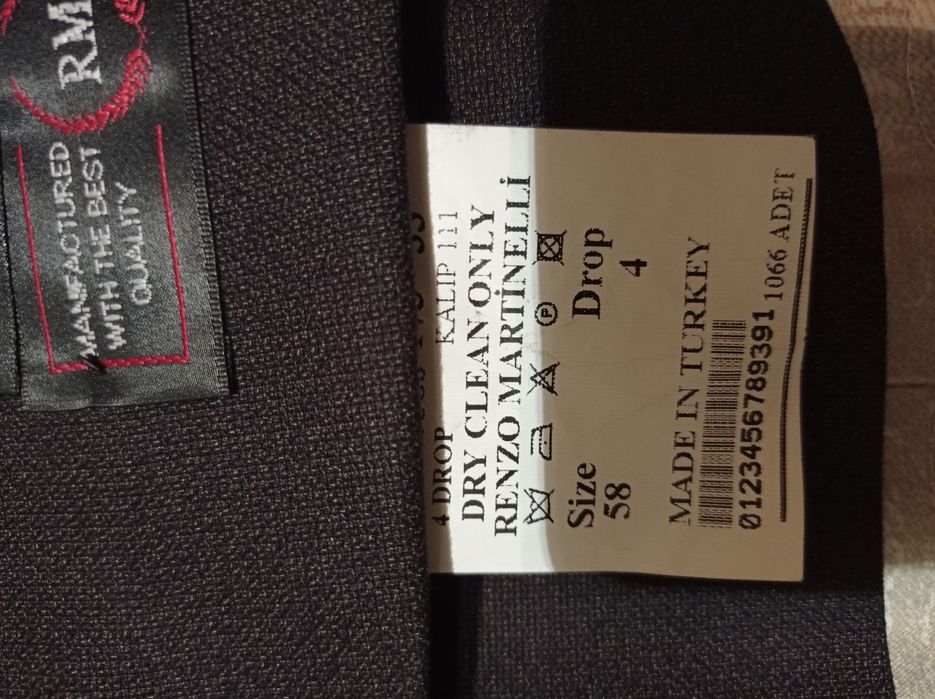 RM
MANIFACTURED
WITH THE BEST
QUALITY
4 DROP KALIP 111
DRY CLEAN ONLY
RENZO MARTİNELLİ
P
Size Drop
58 4
MADE IN TURKEY
0123456789391 1066 ADET